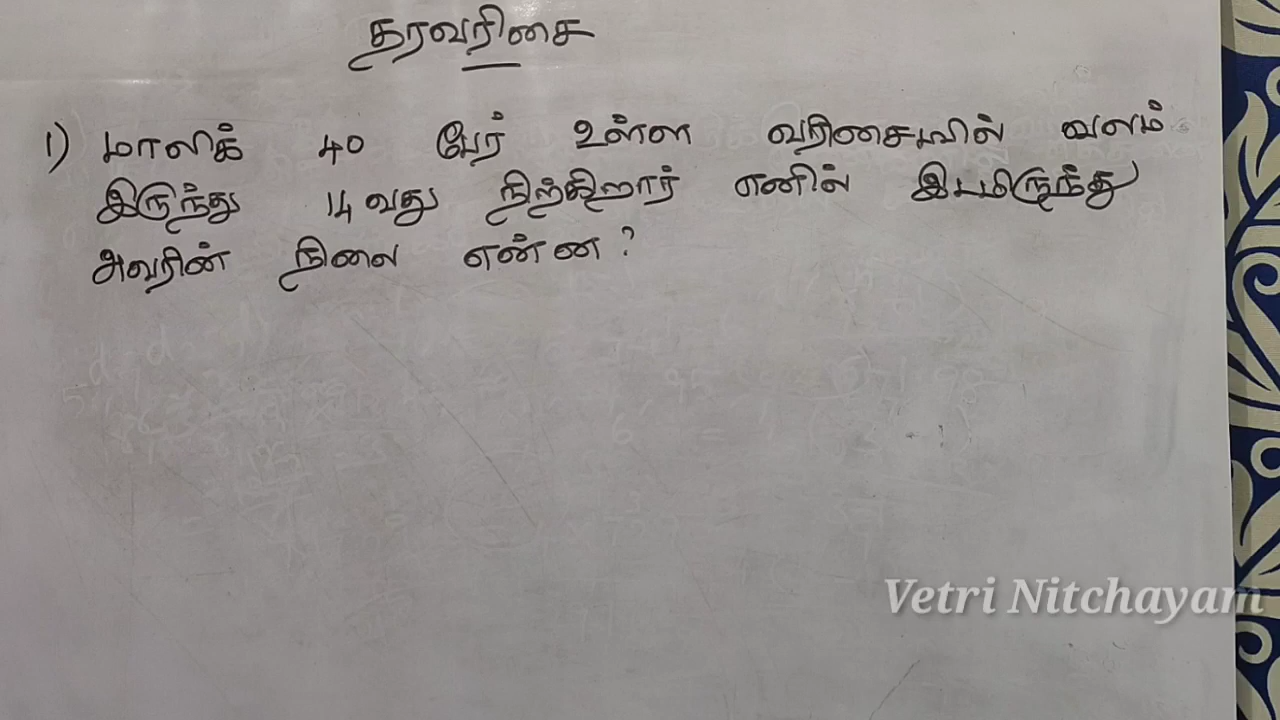 தரவரிசை
1) மாலிக் 40 பேர் உள்ள வரிசையில் வலம்
இருந்து 14 வது நிற்கிறார் எனில் இடமிருந்து
அவரின் நிலை என்ன?
Vetri Nitchayam